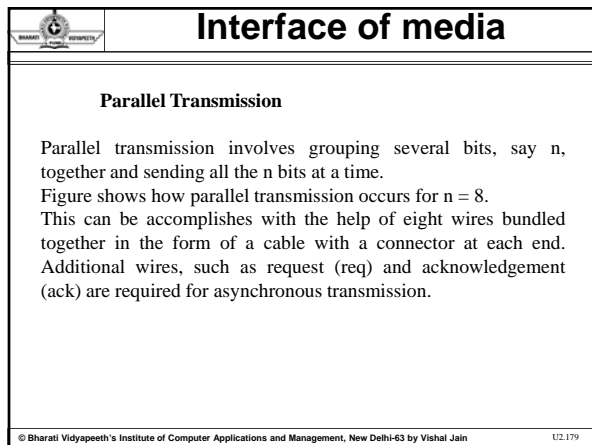 BHARATI VIDYAPEETH
PUNE
Interface of media
Parallel Transmission
Parallel transmission involves grouping several bits, say n,
together and sending all the n bits at a time.
Figure shows how parallel transmission occurs for n = 8.
This can be accomplishes with the help of eight wires bundled
together in the form of a cable with a connector at each end.
Additional wires, such as request (req) and acknowledgement
(ack) are required for asynchronous transmission.
© Bharati Vidyapeeth's Institute of Computer Applications and Management, New Delhi-63 by Vishal Jain U2.179